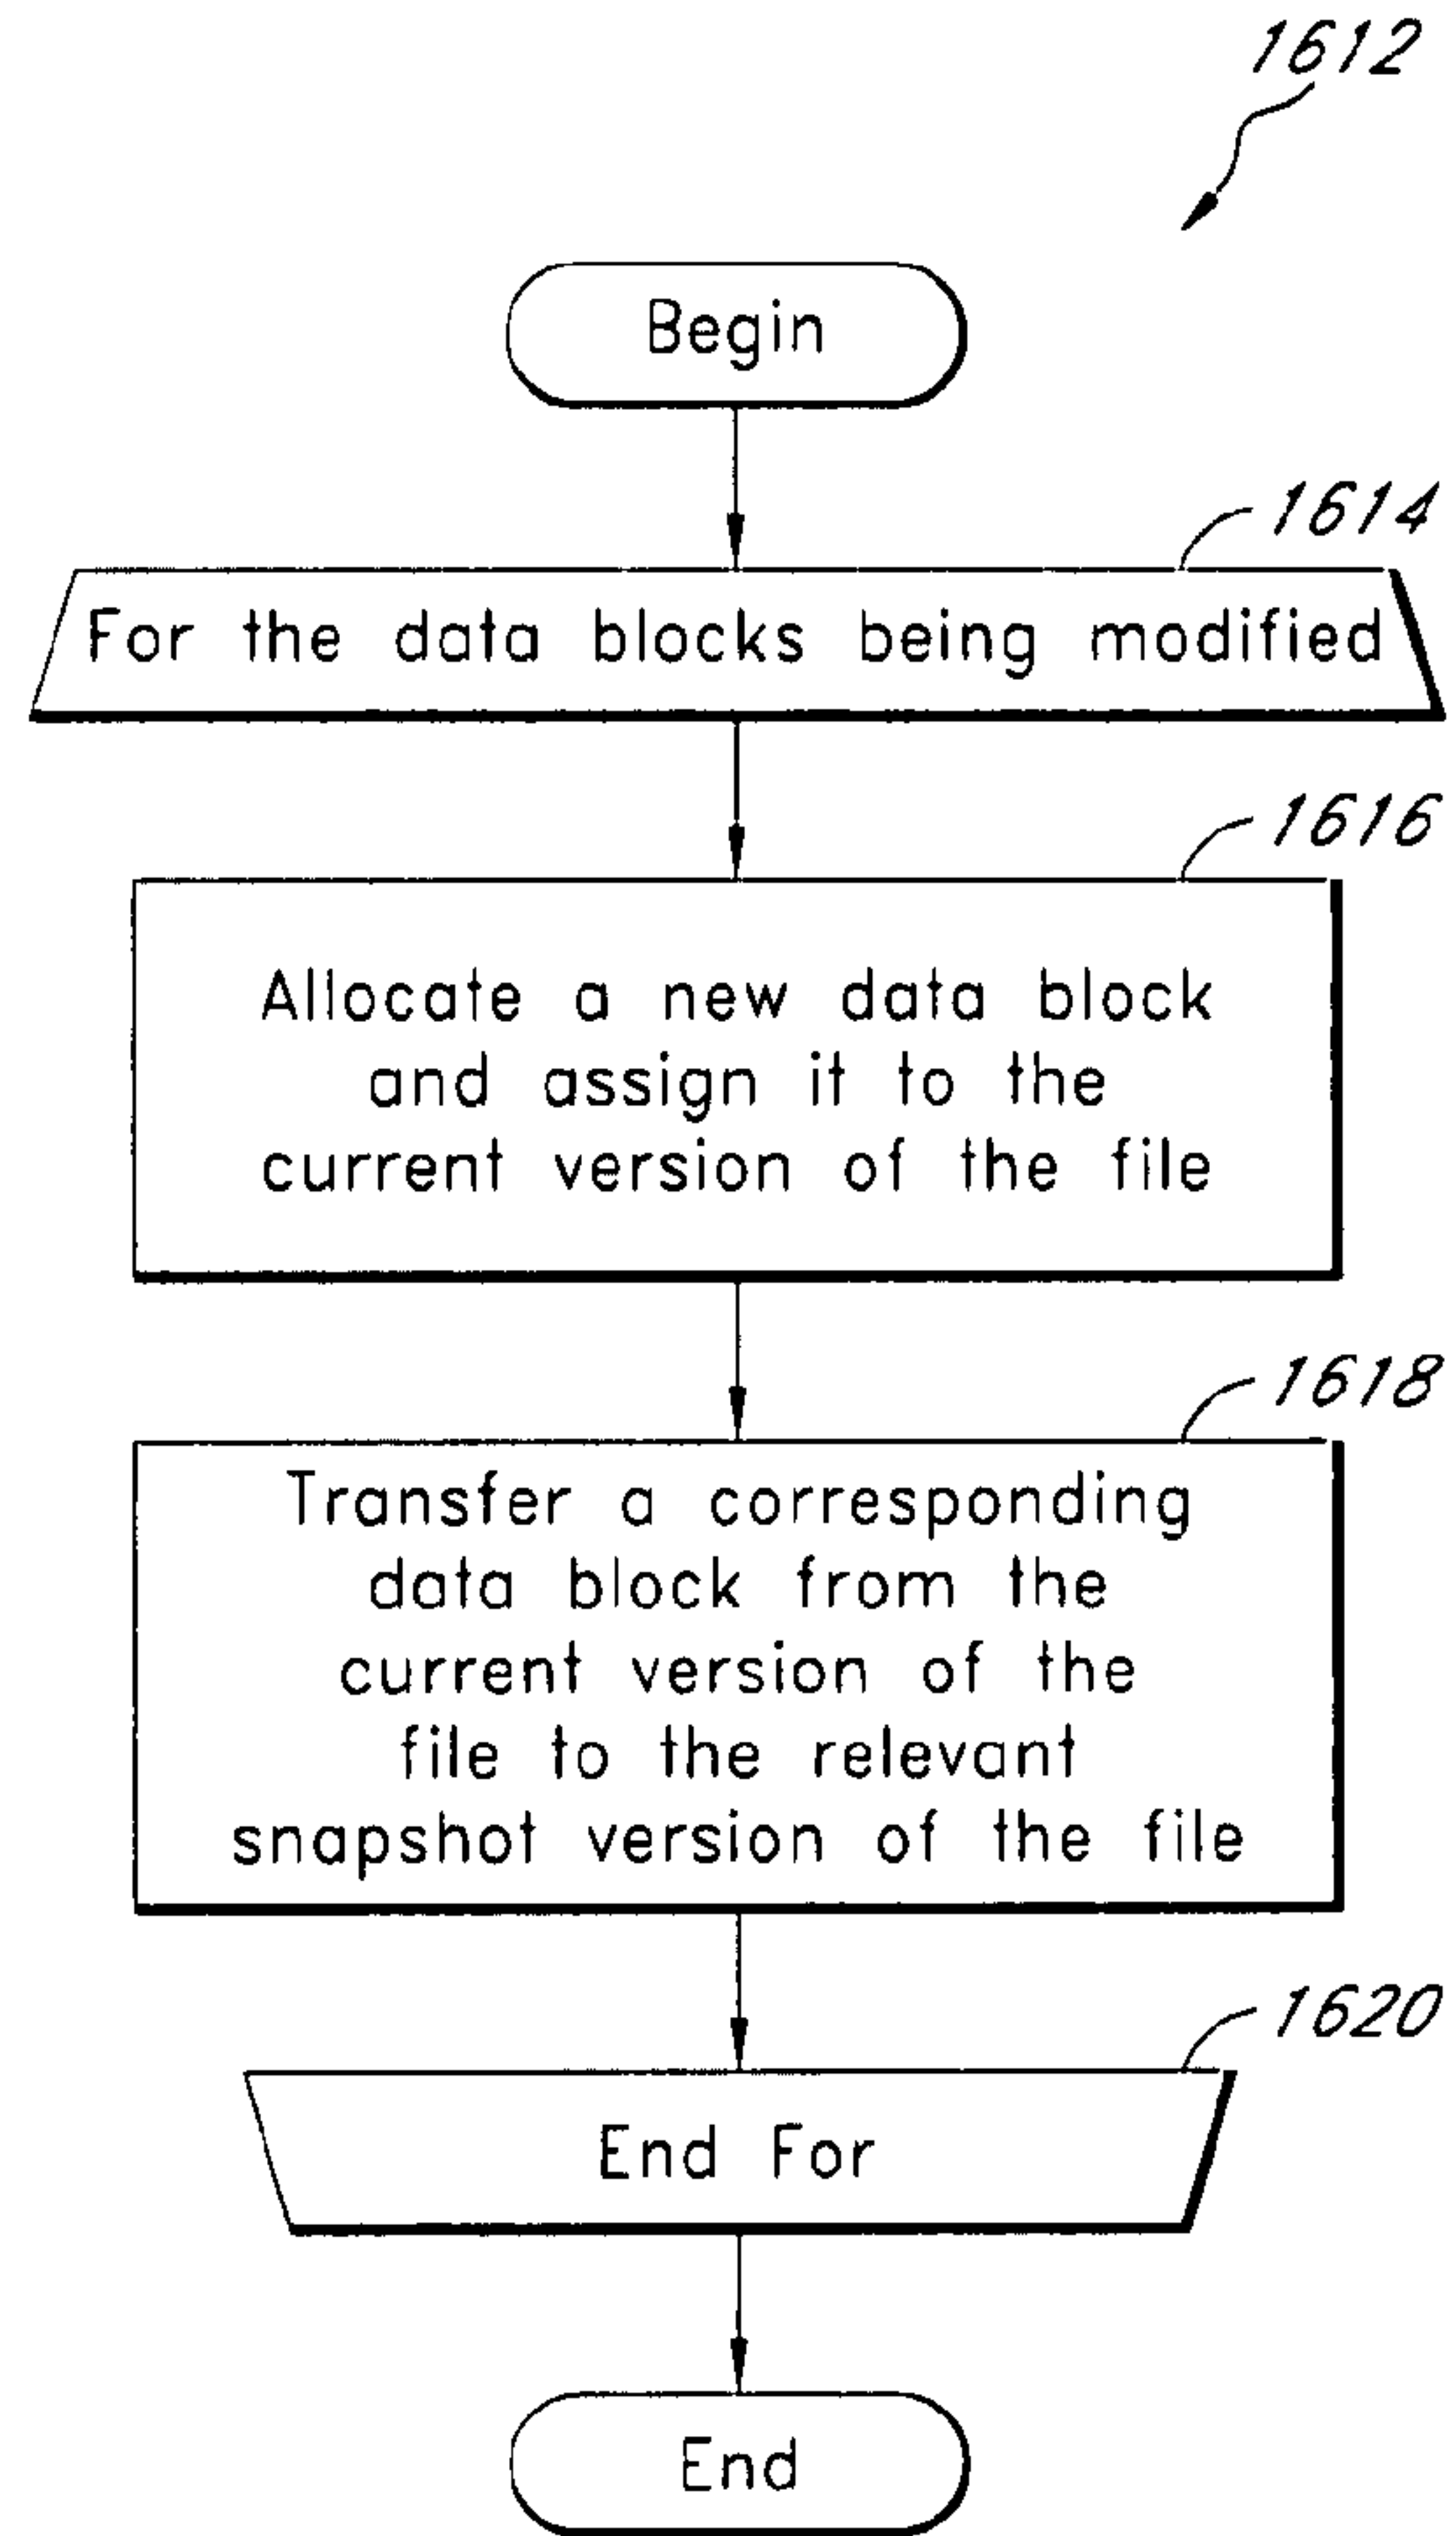 1612
Begin
1614
For the data blocks being modified
1616
Allocate a new data block
and assign it to the
current version of the file
1618
Transfer a corresponding
data block from the
current version of the
file to the relevant
snapshot version of the file
1620
End For
End